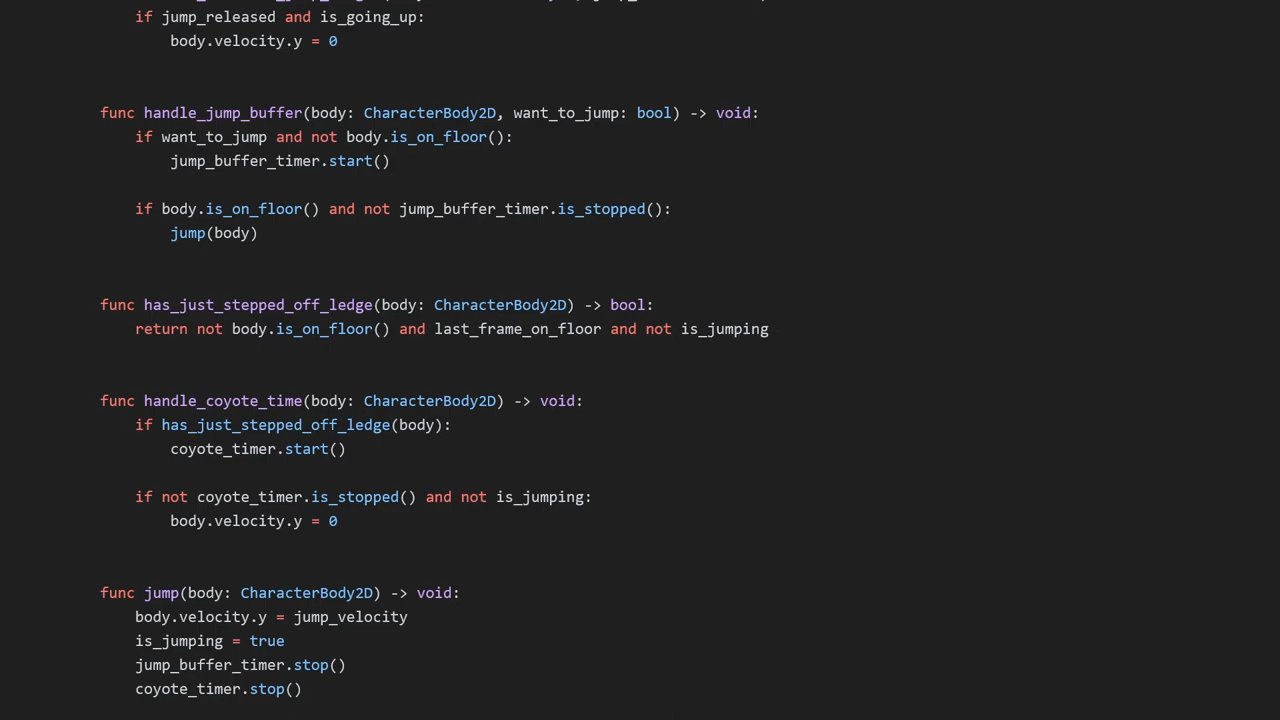 if jump_released and is_going_up:
body.velocity.y = 0
func handle_jump_buffer(body: CharacterBody2D, want_to_jump: bool) -> void:
if want_to_jump and not body.is_on_floor():
jump_buffer_timer.start()
if body.is_on_floor() and not jump_buffer_timer.is_stopped():
jump(body)
func has_just_stepped_off_ledge(body: CharacterBody2D) -> bool:
return not body.is_on_floor() and last_frame_on_floor and not is_jumping
func handle_coyote_time(body: CharacterBody2D) -> void:
if has_just_stepped_off_ledge(body):
coyote_timer.start()
if not coyote_timer.is_stopped() and not is_jumping:
body.velocity.y = 0
func jump(body: CharacterBody2D) -> void:
body.velocity.y = jump_velocity
is_jumping = true
jump_buffer_timer.stop()
coyote_timer.stop()